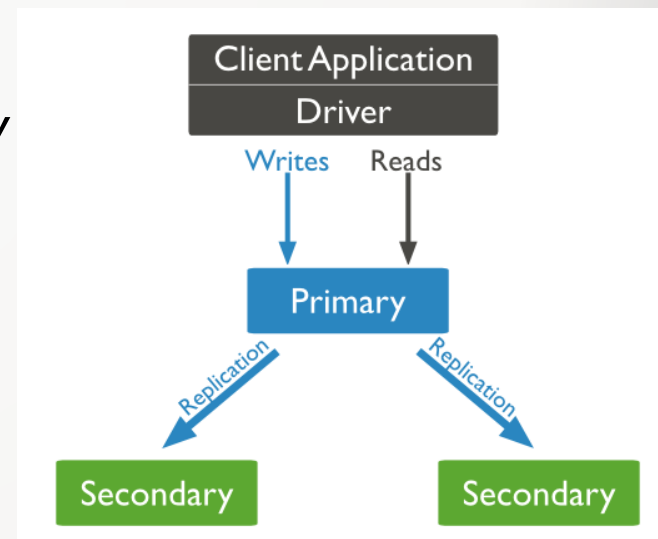 Client Application
Driver
Writes Reads
Primary
Replication Replication
Secondary Secondary